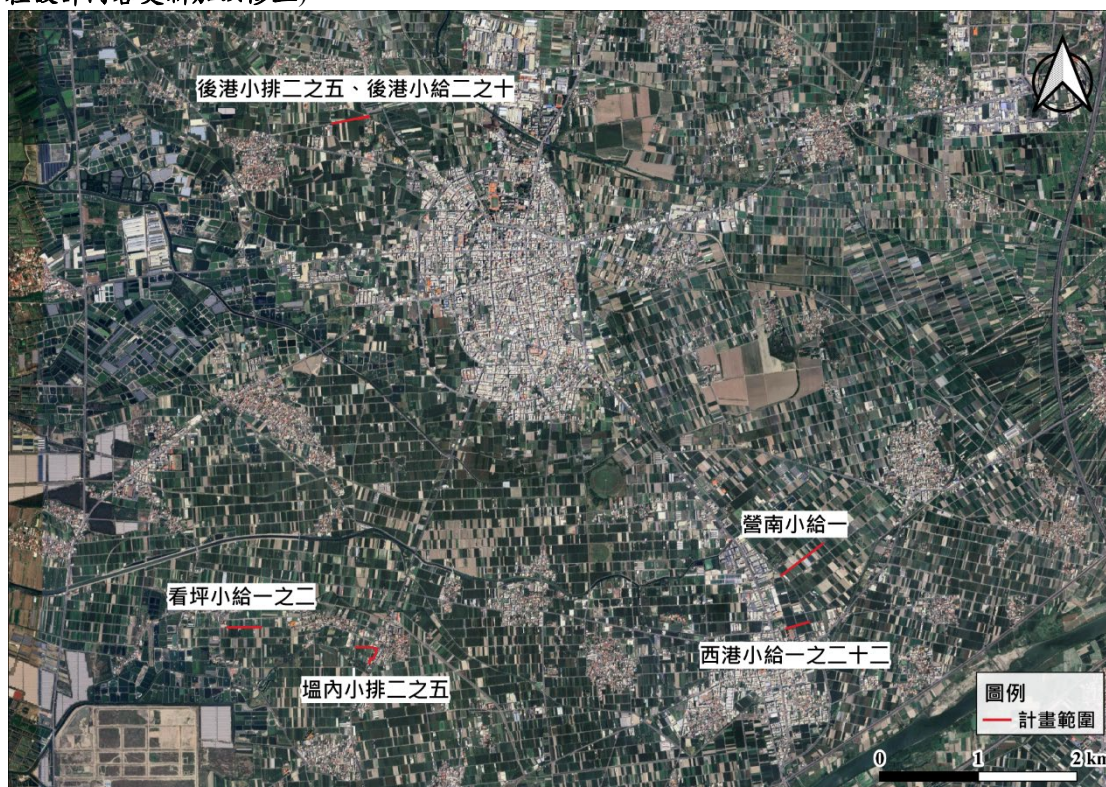 後港小排二之五、後港小給二之十
營南小給一
看坪小給一之二
西港小給一之二十二
塭內小排二之五
圖例
計畫範圍
0 1 2 km